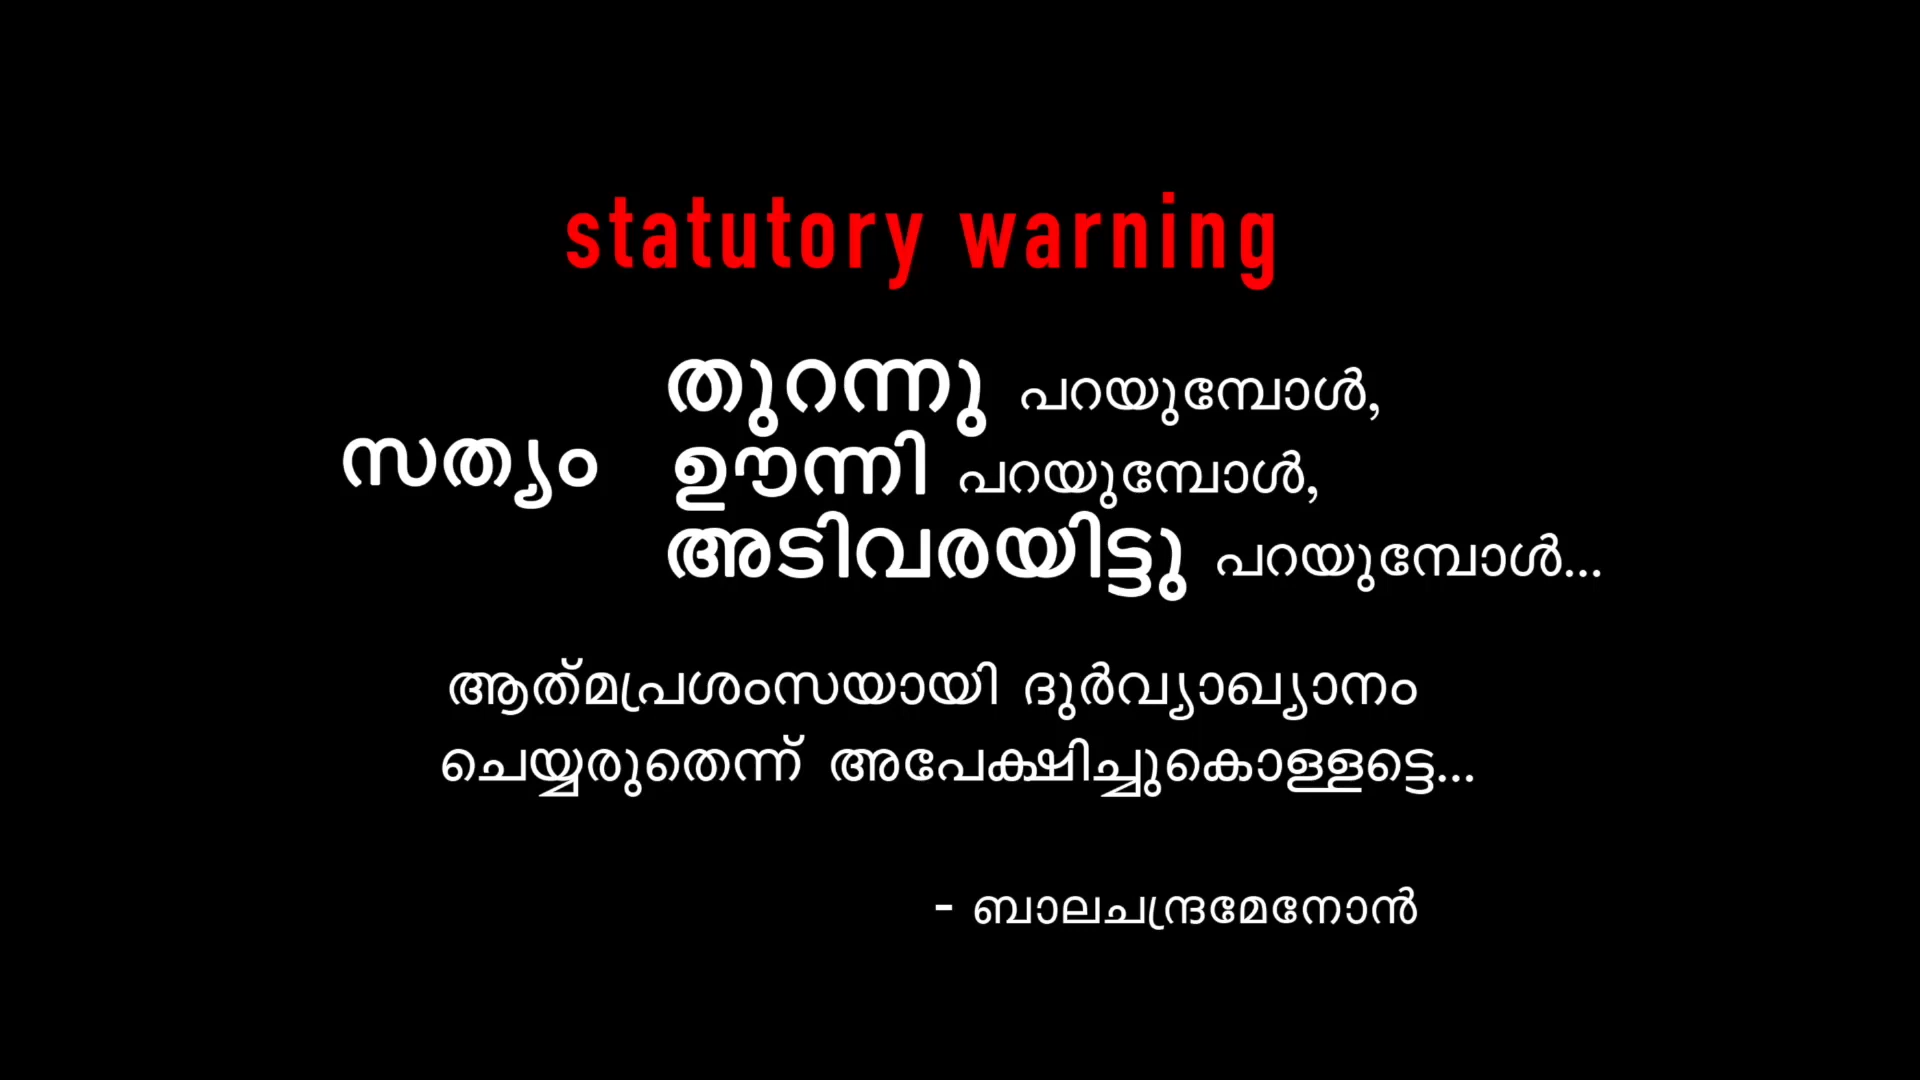 statutory warning
തുറന്നു പറയുമ്പോൾ,
സത്യം ഊന്നി പറയുമ്പോൾ,
അടിവരയിട്ടു പറയുമ്പോൾ...
ആത്മപ്രശംസയായി ദുർവ്യാഖ്യാനം
ചെയ്യരുതെന്ന് അപേക്ഷിച്ചുകൊള്ളട്ടെ...
- ബാലചന്ദ്രമേനോൻ